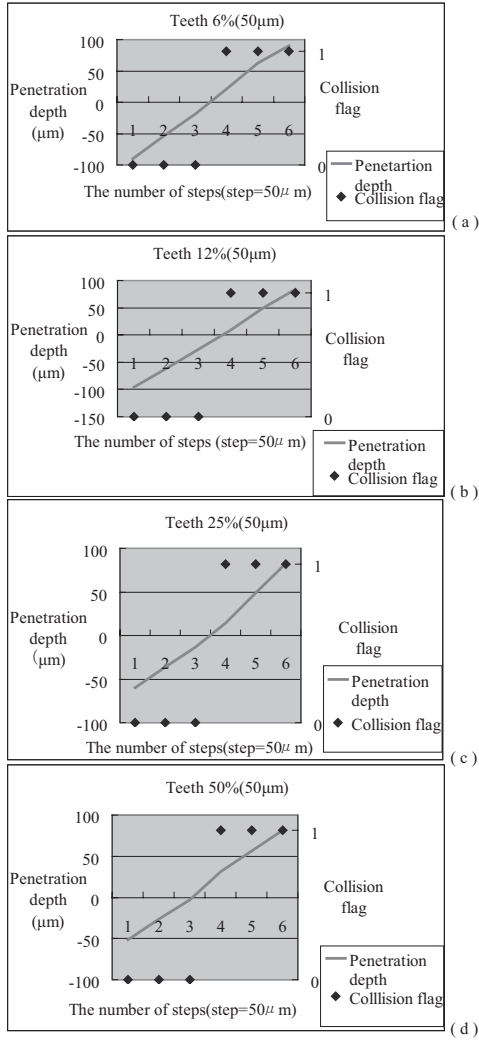 Teeth 6%(50μm)
100
50
0
-50
-100
Penetration
depth
(μm)
1 2 3 4 5 6
1
0
Collision
flag
The number of steps(step=50μ m)
Penetartion
depth
Collision flag
( a )
Teeth 12%(50μm)
100
50
0
-50
-100
-150
Penetration
depth
(μm)
1 2 3 4 5 6
1
0
Collision
flag
The number of steps (step=50μ m)
Penetration
depth
Collision flag
( b )
Teeth 25%(50μm)
100
50
0
-50
-100
Penetration
depth
(μm)
1 2 3 4 5 6
1
0
Collision
flag
The number of steps(step=50μ m)
Penetration
depth
Collision flag
( c )
Teeth 50%(50μm)
100
50
0
-50
-100
Penetration
depth
(μm)
1 2 3 4 5 6
1
0
Collision
flag
The number of steps(step=50μ m)
Penetration
depth
Colllision flag
( d )